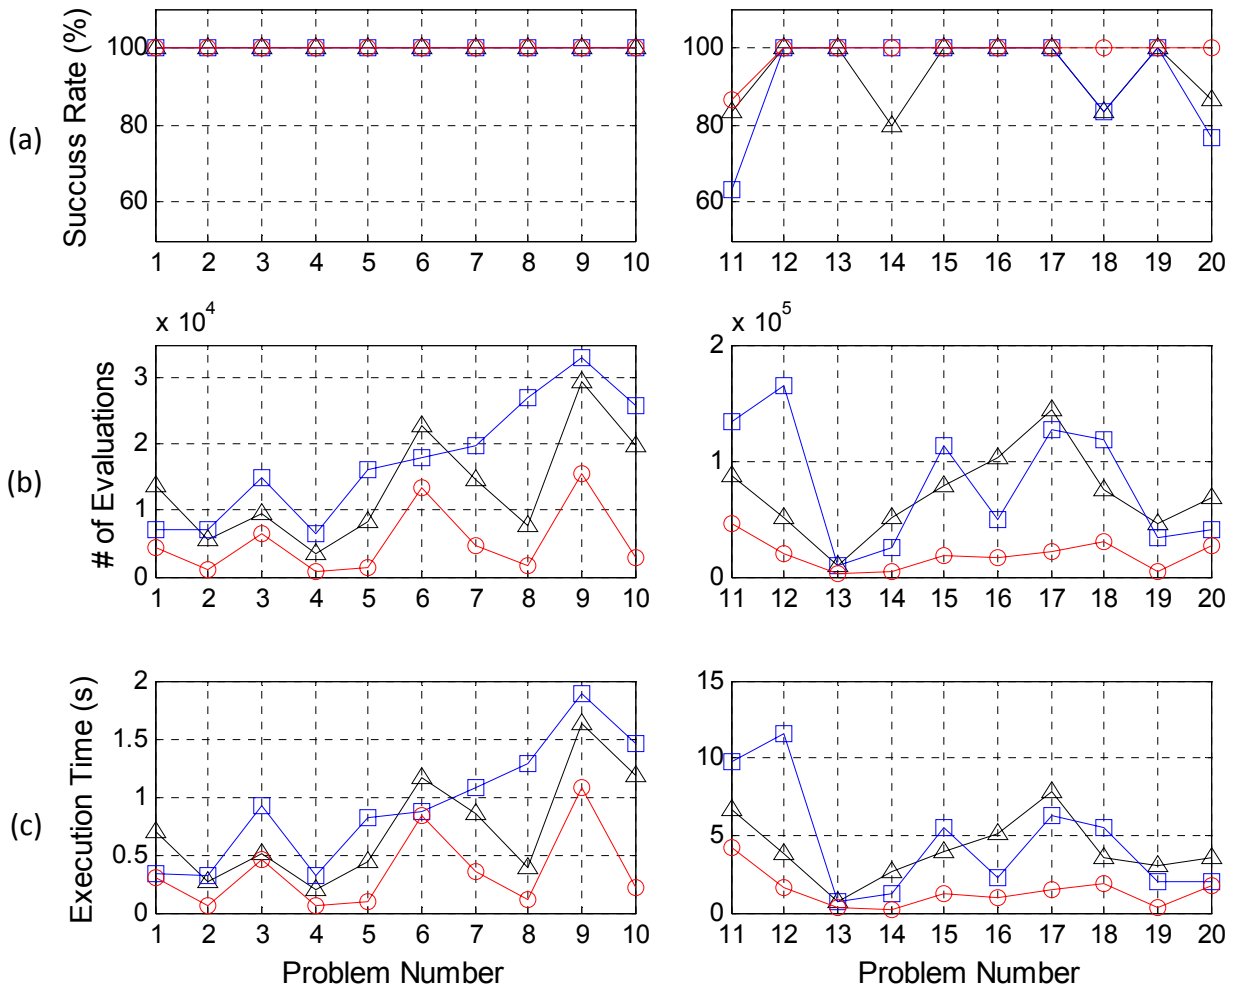 (a)
Succuss Rate (%)
100
80
60
1 2 3 4 5 6 7 8 9 10
100
80
60
11 12 13 14 15 16 17 18 19 20
(b)
# of Evaluations
x 10^4
3
2
1
0
1 2 3 4 5 6 7 8 9 10
x 10^5
2
1
0
11 12 13 14 15 16 17 18 19 20
(c)
Execution Time (s)
2
1.5
1
0.5
0
1 2 3 4 5 6 7 8 9 10
Problem Number
15
10
5
0
11 12 13 14 15 16 17 18 19 20
Problem Number